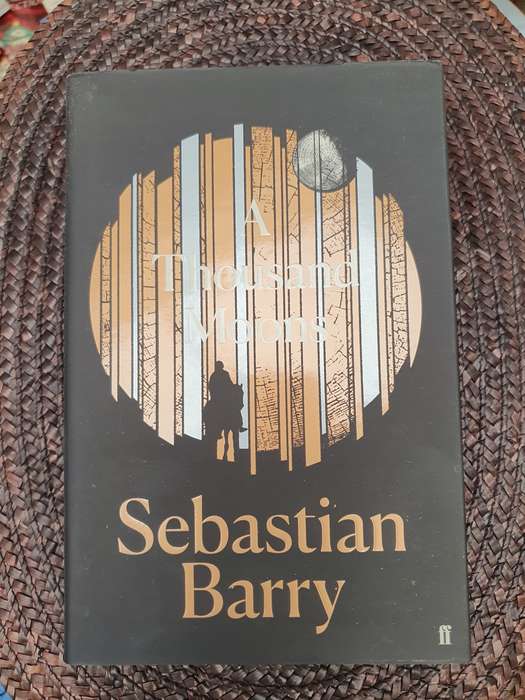 A
Thousand
Moons
Sebastian
Barry
ff